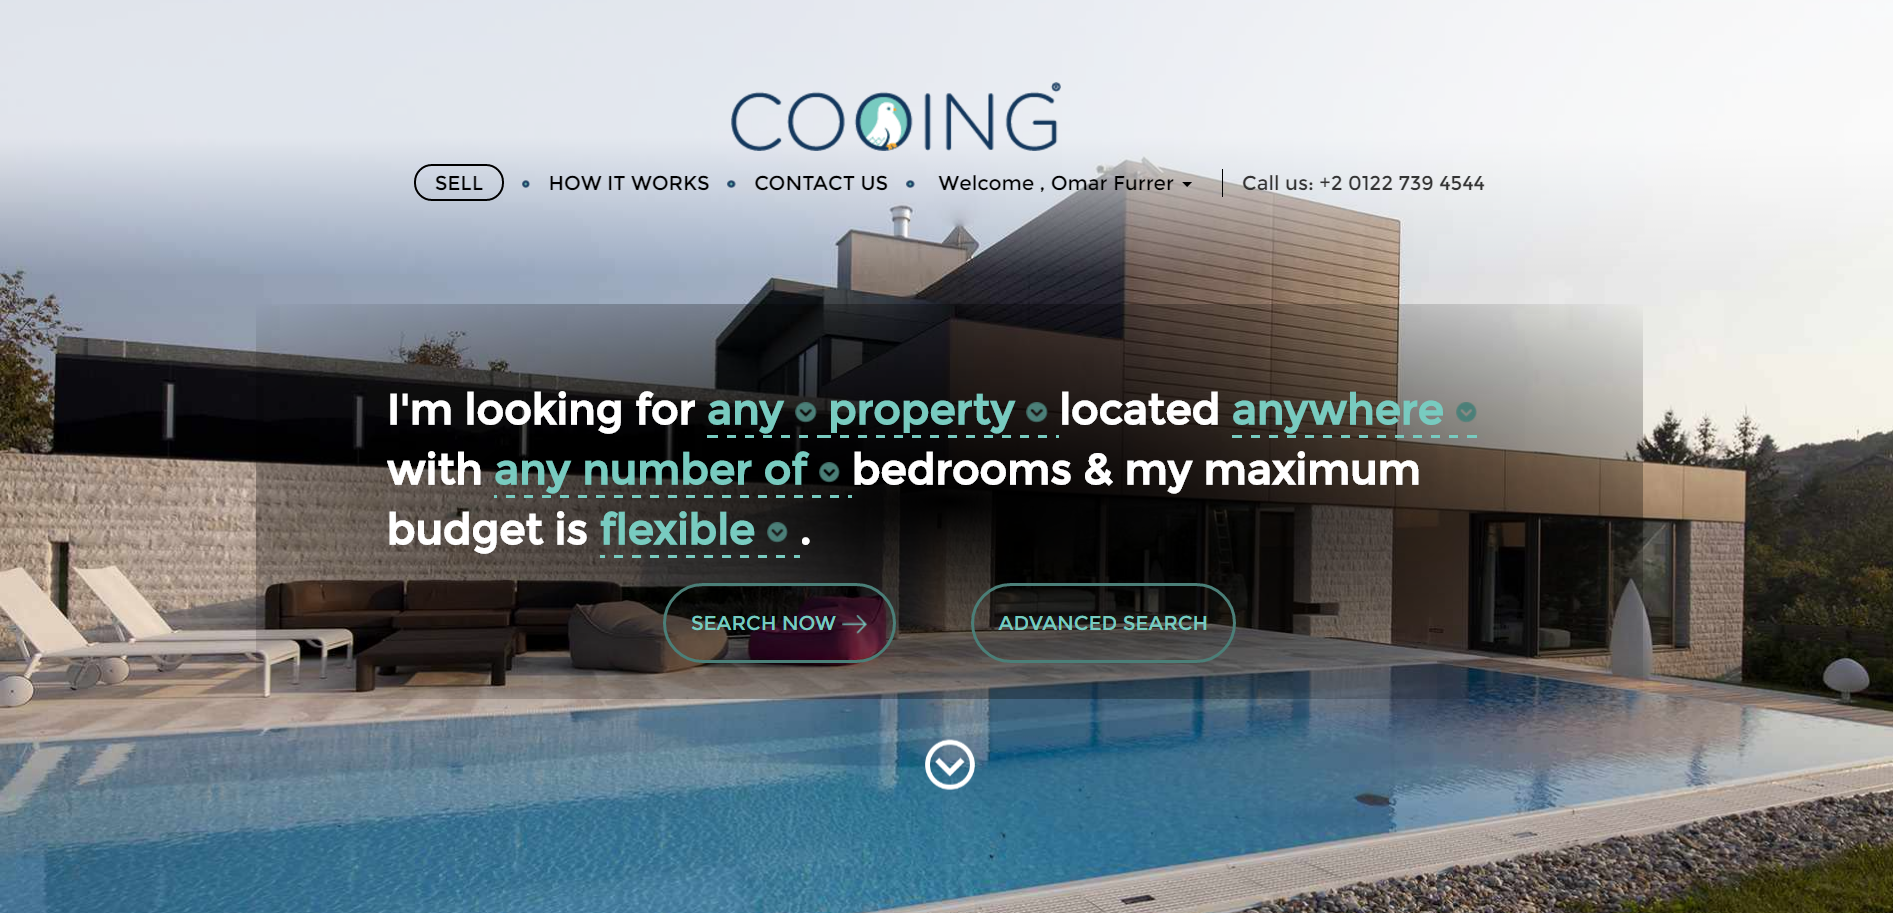 COOING
SELL HOW IT WORKS CONTACT US Welcome , Omar Furrer Call us: +2 0122 739 4544
I'm looking for any property located anywhere
with any number of bedrooms & my maximum
budget is flexible .
SEARCH NOW ADVANCED SEARCH